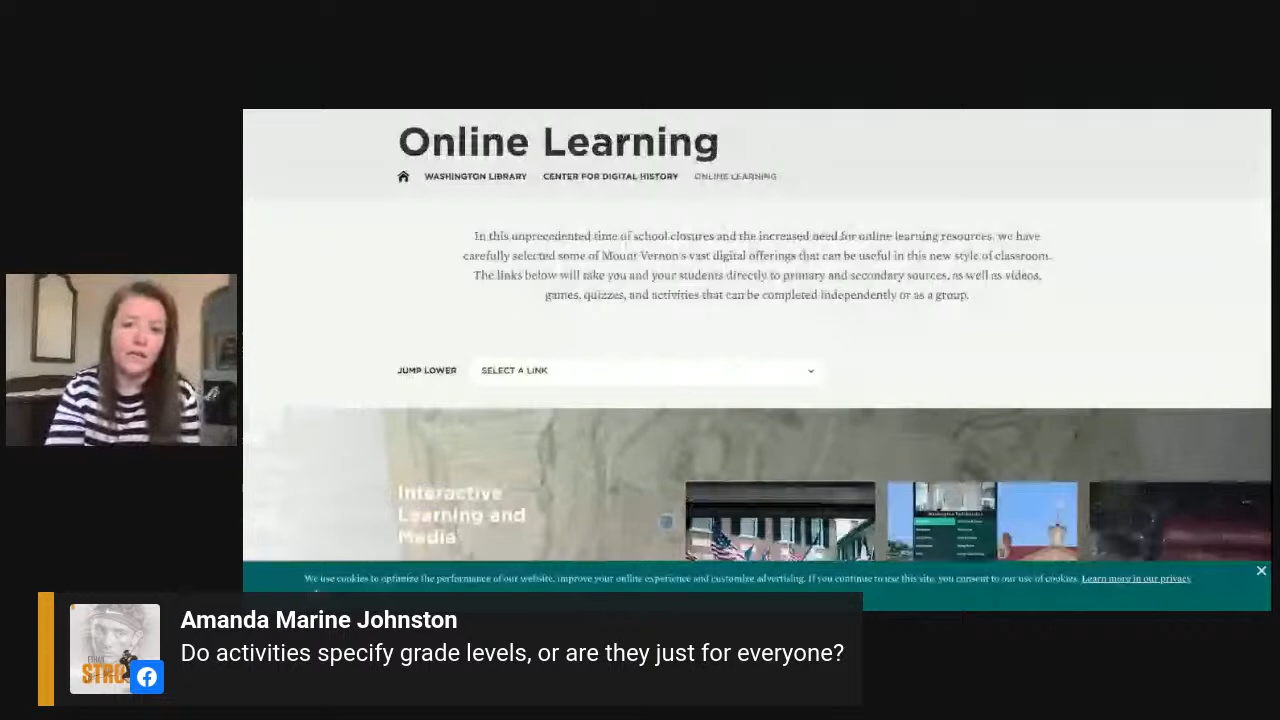 Online Learning
WASHINGTON LIBRARY CENTER FOR DIGITAL HISTORY ONLINE LEARNING
In this unprecedented time of school closures and the increased need for online learning resources, we have
carefully selected some of Mount Vernon's vast digital offerings that can be useful in this new style of classroom.
The links below will take you and your students directly to primary and secondary sources, as well as videos,
games, quizzes, and activities that can be completed independently or as a group.
JUMP LOWER SELECT A LINK
Interactive
Learning and
Media
We use cookies to optimize the performance of our website, improve your online experience and customize advertising. If you continue to use this site, you consent to our use of cookies. Learn more in our privacy
Amanda Marine Johnston
Do activities specify grade levels, or are they just for everyone?